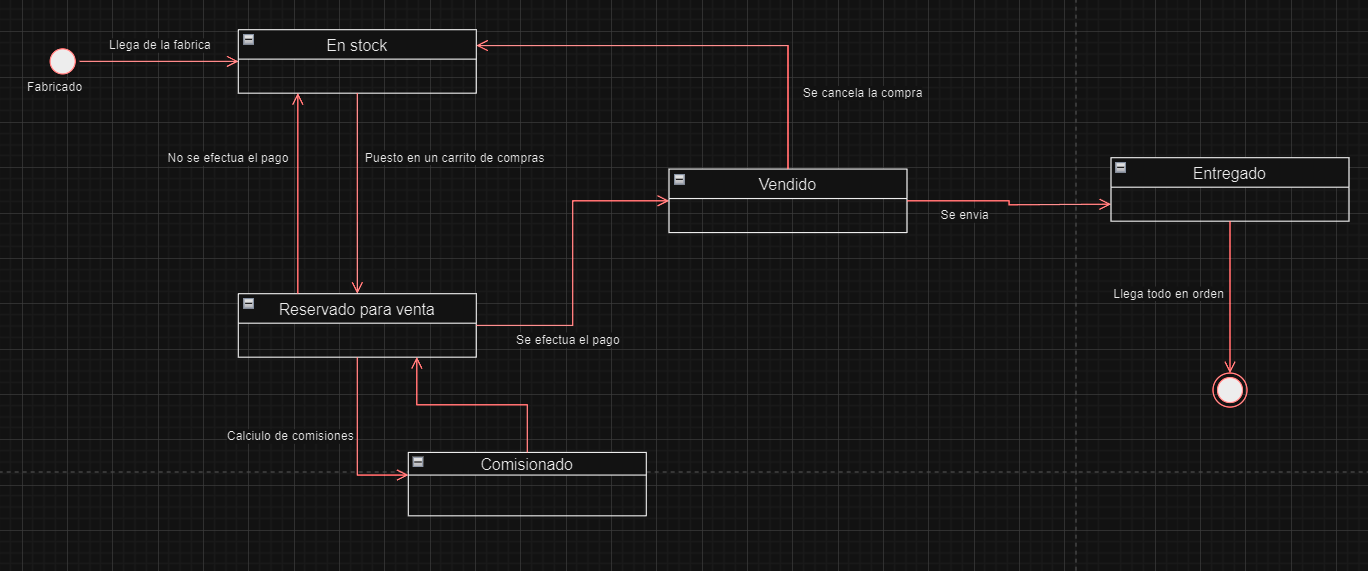 Llega de la fabrica
En stock
Fabricado
Se cancela la compra
No se efectua el pago
Puesto en un carrito de compras
Vendido
Entregado
Se envia
Reservado para venta
Llega todo en orden
Se efectua el pago
Calciulo de comisiones
Comisionado